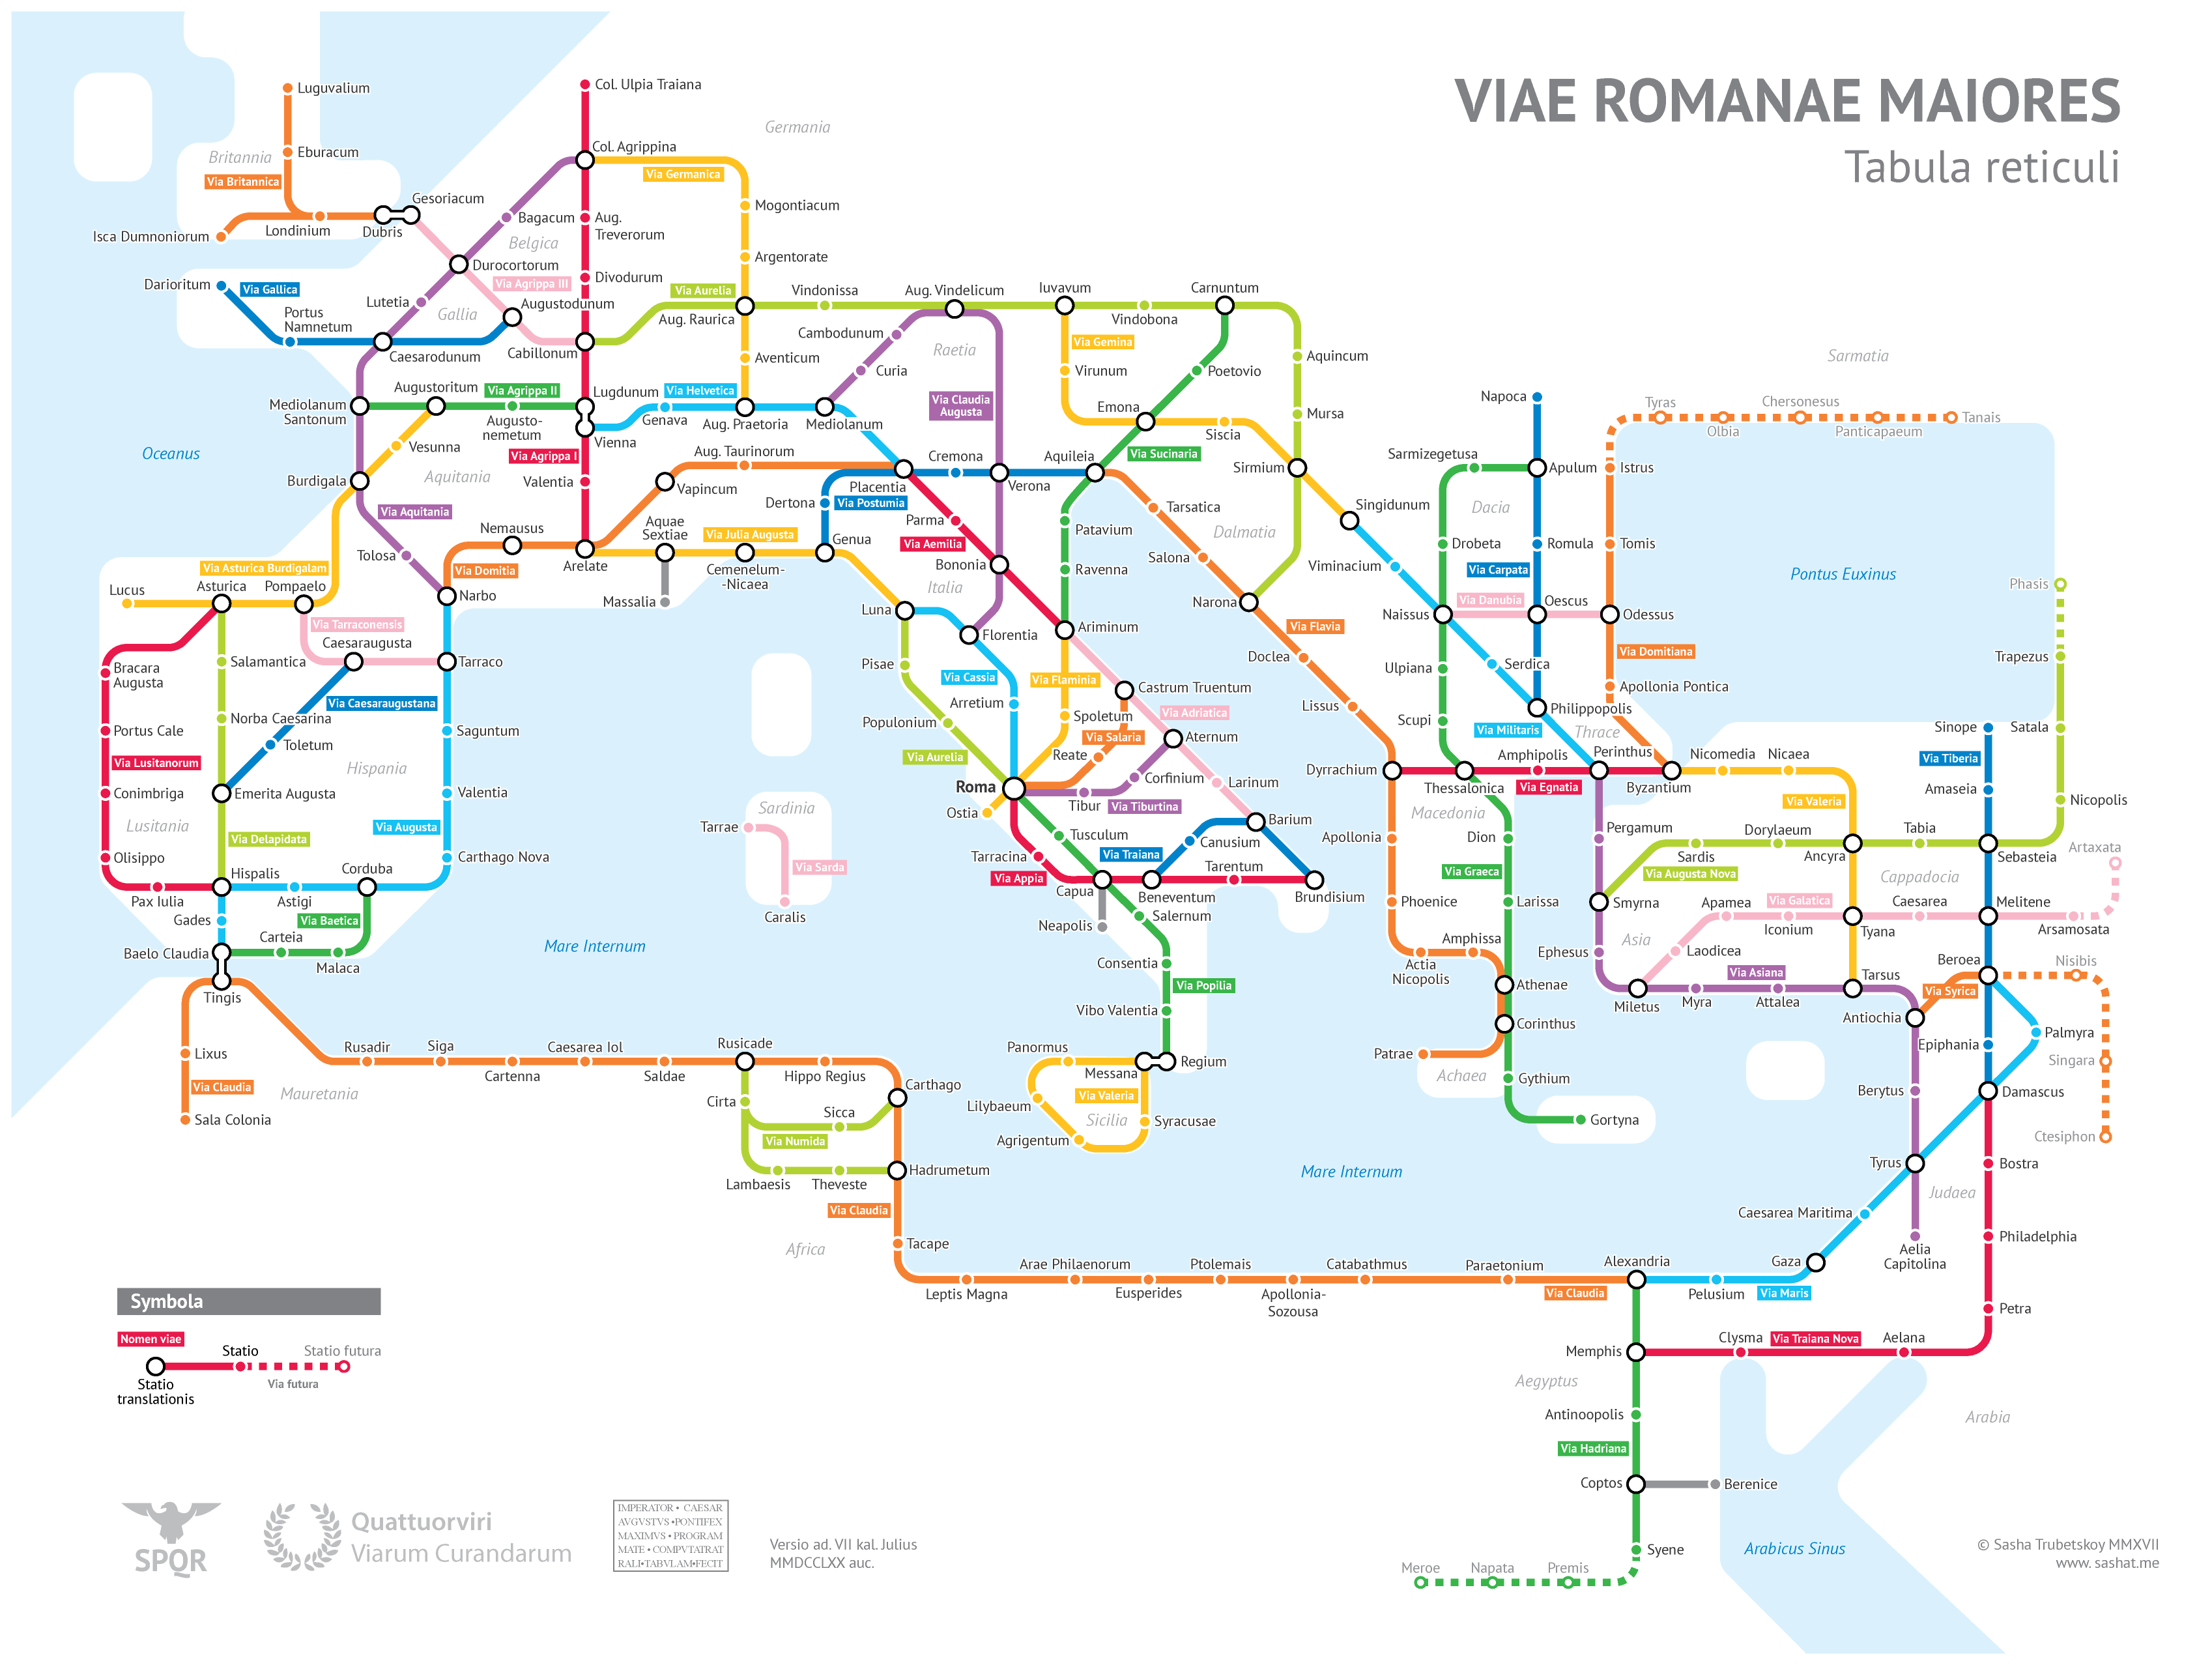 VIAE ROMANAE MAIORES
Tabula reticuli
Luguvalium
Col. Ulpia Traiana
Germania
Eburacum
Britannia
Col. Agrippina
Via Germanica
Via Britannica
Gesoriacum
Mogontiacum
Bagacum
Aug.
Treverorum
Londinium
Dubris
Isca Dumnoniorum
Belgica
Durocortorum
Argentorate
Divodurum
Via Agrippa III
Darioritum
Via Gallica
Lutetia
Augustodunum
Via Aurelia
Vindonissa
Aug. Vindelicum
Iuvavum
Carnuntum
Portus
Namnetum
Gallia
Aug. Raurica
Vindobona
Cambodunum
Via Gemina
Caesarodunum
Cabillonum
Aventicum
Raetia
Aquincum
Sarmatia
Curia
Virunum
Poetovio
Augustoritum
Via Agrippa II
Lugdunum
Via Helvetica
Via Claudia
Augusta
Napoca
Tyras
Chersonesus
Mediolanum
Santonum
Augusto-
nemetum
Genava
Aug. Praetoria
Mediolanum
Emona
Siscia
Mursa
Olbia
Panticapaeum
Tanais
Vienna
Vesunna
Oceanus
Via Agrippa I
Aug. Taurinorum
Cremona
Aquileia
Via Sucinaria
Sarmizegetusa
Sirmium
Apulum
Istrus
Aquitania
Burdigala
Valentia
Vapincum
Placentia
Verona
Dertona
Via Postumia
Tarsatica
Singidunum
Dacia
Via Aquitania
Nemausus
Aquae
Sextiae
Parma
Patavium
Dalmatia
Via Julia Augusta
Genua
Via Aemilia
Salona
Viminacium
Drobeta
Romula
Tomis
Tolosa
Via Domitia
Arelate
Cemenelum-
-Nicaea
Bononia
Ravenna
Via Carpata
Pontus Euxinus
Via Asturica Burdigalam
Italia
Phasis
Lucus
Asturica
Pompaelo
Narbo
Massalia
Luna
Narona
Via Danubia
Oescus
Naissus
Odessus
Via Tarraconensis
Florentia
Ariminum
Via Flavia
Caesaraugusta
Salamantica
Tarraco
Pisae
Doclea
Ulpiana
Serdica
Via Domitiana
Trapezus
Bracara
Augusta
Via Cassia
Via Flaminia
Castrum Truentum
Apollonia Pontica
Via Caesaraugustana
Arretium
Via Adriatica
Lissus
Philippopolis
Norba Caesarina
Populonium
Spoletum
Scupi
Sinope
Satala
Portus Cale
Toletum
Saguntum
Via Salaria
Aternum
Via Militaris
Thrace
Via Lusitanorum
Hispania
Via Aurelia
Reate
Amphipolis
Perinthus
Nicomedia
Nicaea
Via Tiberia
Dyrrachium
Thessalonica
Via Egnatia
Byzantium
Conimbriga
Emerita Augusta
Valentia
Roma
Corfinium
Larinum
Amaseia
Sardinia
Tibur
Via Tiburtina
Via Valeria
Nicopolis
Lusitania
Via Augusta
Tarrae
Ostia
Macedonia
Via Delapidata
Tusculum
Barium
Apollonia
Dion
Pergamum
Dorylaeum
Tabia
Canusium
Olisippo
Carthago Nova
Tarracina
Via Traiana
Sardis
Ancyra
Sebasteia
Artaxata
Hispalis
Corduba
Via Sarda
Via Appia
Tarentum
Via Graeca
Via Augusta Nova
Cappadocia
Pax Iulia
Astigi
Capua
Beneventum
Brundisium
Phoenice
Larissa
Smyrna
Apamea
Via Galatica
Caesarea
Melitene
Gades
Via Baetica
Caralis
Neapolis
Salernum
Iconium
Tyana
Arsamosata
Carteia
Mare Internum
Amphissa
Asia
Baelo Claudia
Malaca
Consentia
Ephesus
Laodicea
Beroea
Nisibis
Tingis
Via Popilia
Actia
Nicopolis
Athenae
Via Asiana
Tarsus
Via Syrica
Miletus
Myra
Attalea
Vibo Valentia
Corinthus
Antiochia
Palmyra
Lixus
Rusadir
Siga
Caesarea Iol
Rusicade
Panormus
Patrae
Epiphania
Singara
Via Claudia
Mauretania
Cartenna
Saldae
Hippo Regius
Messana
Regium
Achaea
Gythium
Carthago
Via Valeria
Berytus
Damascus
Cirta
Sicca
Lilybaeum
Sala Colonia
Sicilia
Syracusae
Gortyna
Via Numida
Agrigentum
Ctesiphon
Lambaesis
Theveste
Hadrumetum
Mare Internum
Tyrus
Bostra
Judaea
Via Claudia
Caesarea Maritima
Africa
Tacape
Philadelphia
Aelia
Capitolina
Arae Philaenorum
Ptolemais
Catabathmus
Paraetonium
Alexandria
Gaza
Leptis Magna
Eusperides
Apollonia-
Sozousa
Via Claudia
Pelusium
Via Maris
Petra
Symbola
Nomen viae
Statio
Statio futura
Statio
translationis
Via futura
Memphis
Clysma
Via Traiana Nova
Aelana
Aegyptus
Antinoopolis
Arabia
Via Hadriana
Coptos
Berenice
Syene
Arabicus Sinus
Meroe
Napata
Premis
SPQR
Quattuorviri
Viarum Curandarum
IMPERATOR • CAESAR
AVGVSTVS •PONTIFEX
MAXIMVS • PROGRAM
MATE • COMPVTATRAT
RALI•TABVLAM•FECIT
Versio ad. VII kal. Julius
MMDCCLXX auc.
© Sasha Trubetskoy MMXVII
www. sashat.me